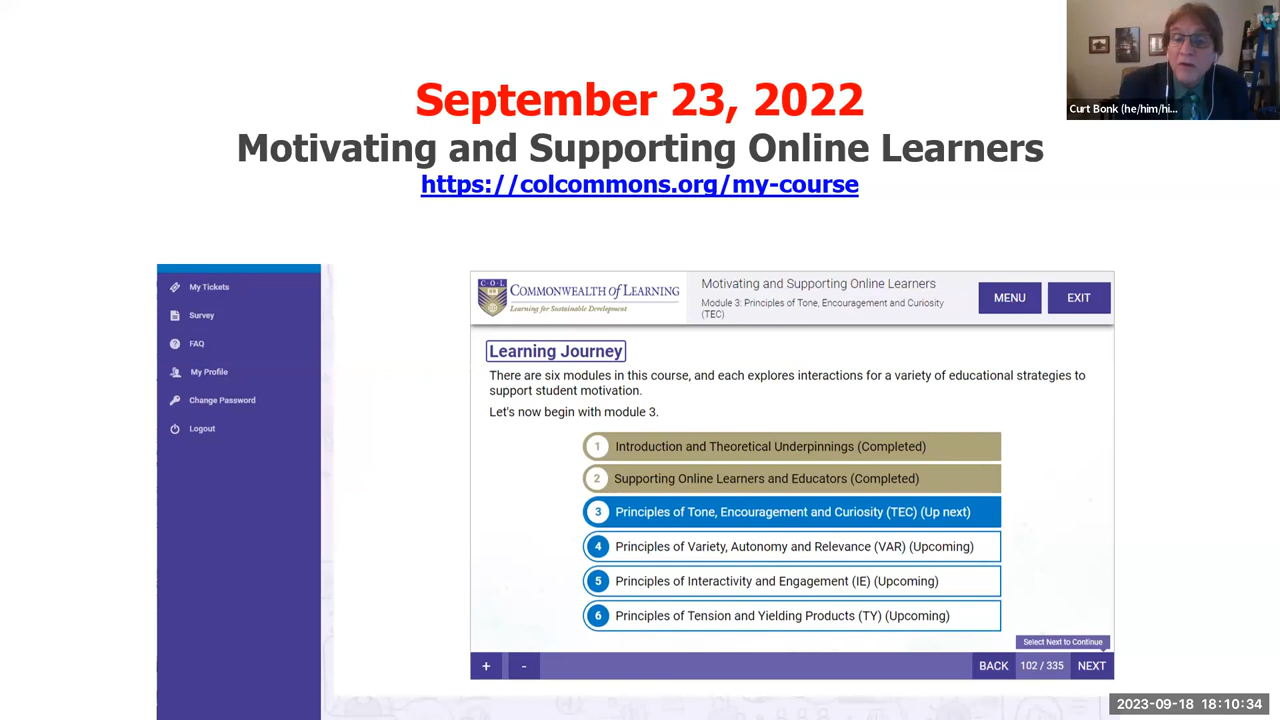 September 23, 2022
Motivating and Supporting Online Learners
https://colcommons.org/my-course
Curt Bonk (he/him/hi...
My Tickets
Survey
FAQ
My Profile
Change Password
Logout
C·O·L
COMMONWEALTH of LEARNING
Learning for Sustainable Development
Motivating and Supporting Online Learners
Module 3: Principles of Tone, Encouragement and Curiosity
(TEC)
MENU
EXIT
Learning Journey
There are six modules in this course, and each explores interactions for a variety of educational strategies to
support student motivation.
Let's now begin with module 3.
1 Introduction and Theoretical Underpinnings (Completed)
2 Supporting Online Learners and Educators (Completed)
3 Principles of Tone, Encouragement and Curiosity (TEC) (Up next)
4 Principles of Variety, Autonomy and Relevance (VAR) (Upcoming)
5 Principles of Interactivity and Engagement (IE) (Upcoming)
6 Principles of Tension and Yielding Products (TY) (Upcoming)
Select Next to Continue
+ - BACK 102 / 335 NEXT
2023-09-18 18:10:34